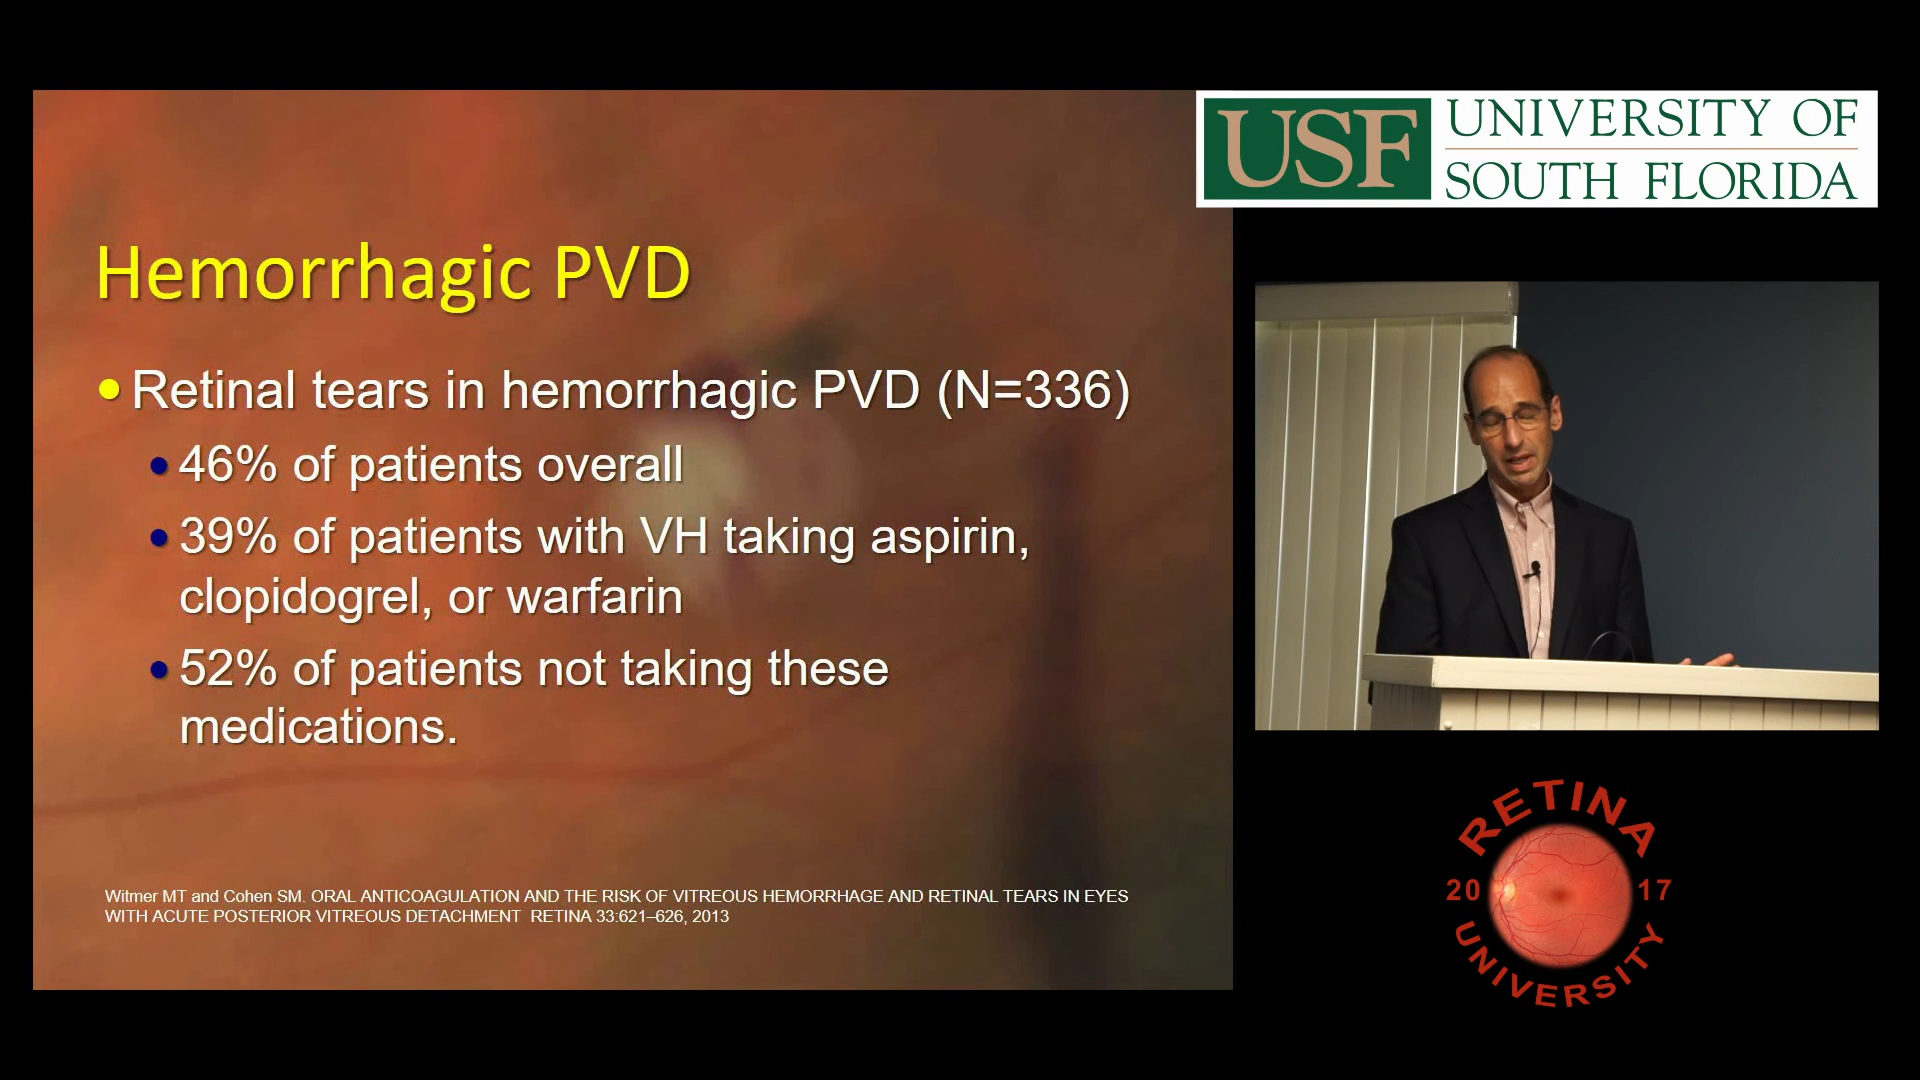 USF UNIVERSITY OF
SOUTH FLORIDA
Hemorrhagic PVD
• Retinal tears in hemorrhagic PVD (N=336)
• 46% of patients overall
• 39% of patients with VH taking aspirin,
clopidogrel, or warfarin
• 52% of patients not taking these
medications.
Witmer MT and Cohen SM. ORAL ANTICOAGULATION AND THE RISK OF VITREOUS HEMORRHAGE AND RETINAL TEARS IN EYES
WITH ACUTE POSTERIOR VITREOUS DETACHMENT RETINA 33:621–626, 2013
RETINA
20 17
UNIVERSITY